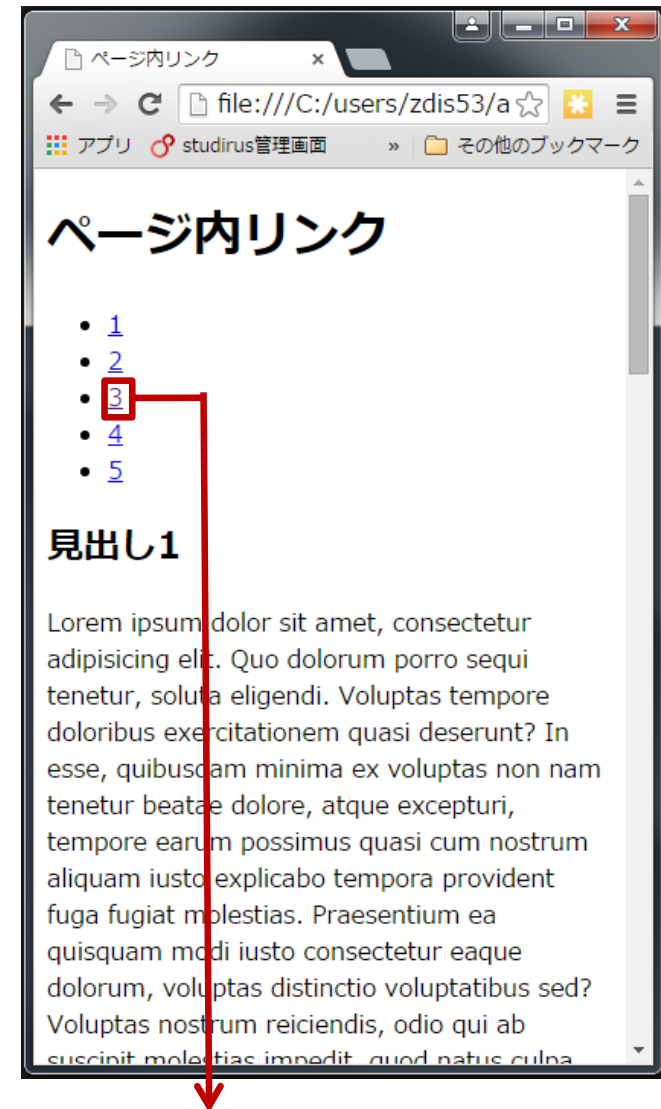 ページ内リンク
file:///C:/users/zdis53/a
アプリ studirus管理画面 » その他のブックマーク
ページ内リンク
1
2
3
4
5
見出し1
Lorem ipsum dolor sit amet, consectetur
adipisicing elit. Quo dolorum porro sequi
tenetur, soluta eligendi. Voluptas tempore
doloribus exercitationem quasi deserunt? In
esse, quibusdam minima ex voluptas non nam
tenetur beatae dolore, atque excepturi,
tempore earum possimus quasi cum nostrum
aliquam iusto explicabo tempora provident
fuga fugiat molestias. Praesentium ea
quisquam modi iusto consectetur eaque
dolorum, voluptas distinctio voluptatibus sed?
Voluptas nostrum reiciendis, odio qui ab
suscipit molestias impedit, quod natus culpa